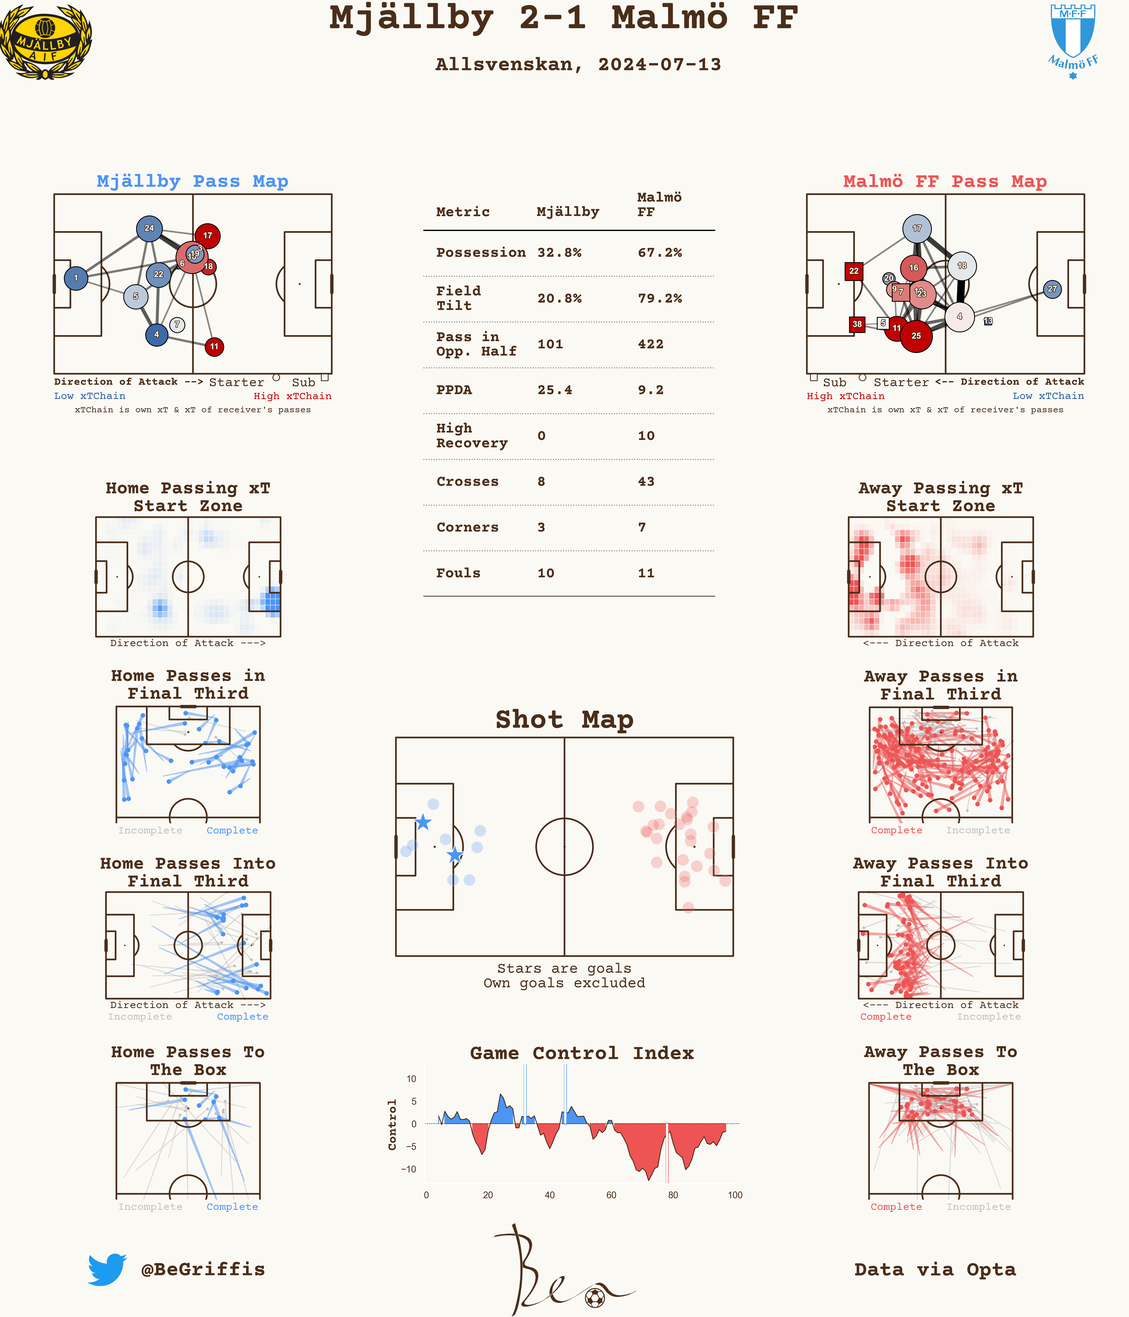 Mjällby 2-1 Malmö FF
Allsvenskan, 2024-07-13
MJÄLLBY
AIF
MFF
Malmö FF
Mjällby Pass Map
24
17
1
22
5
18
7
4
11
Direction of Attack --> Starter Sub
Low xTChain High xTChain
xTChain is own xT & xT of receiver's passes
Metric Mjällby Malmö FF
Possession 32.8% 67.2%
Field Tilt 20.8% 79.2%
Pass in Opp. Half 101 422
PPDA 25.4 9.2
High Recovery 0 10
Crosses 8 43
Corners 3 7
Fouls 10 11
Malmö FF Pass Map
17
22
16
18
20
7
23
27
38
5
11
25
4
13
Sub Starter <-- Direction of Attack
High xTChain Low xTChain
xTChain is own xT & xT of receiver's passes
Home Passing xT
Start Zone
Direction of Attack --->
Away Passing xT
Start Zone
<--- Direction of Attack
Home Passes in
Final Third
Incomplete Complete
Away Passes in
Final Third
Complete Incomplete
Shot Map
Stars are goals
Own goals excluded
Home Passes Into
Final Third
Direction of Attack --->
Incomplete Complete
Away Passes Into
Final Third
<--- Direction of Attack
Complete Incomplete
Home Passes To
The Box
Incomplete Complete
Game Control Index
Control
10
5
0
−5
−10
0 20 40 60 80 100
Away Passes To
The Box
Complete Incomplete
@BeGriffis
Bea
Data via Opta